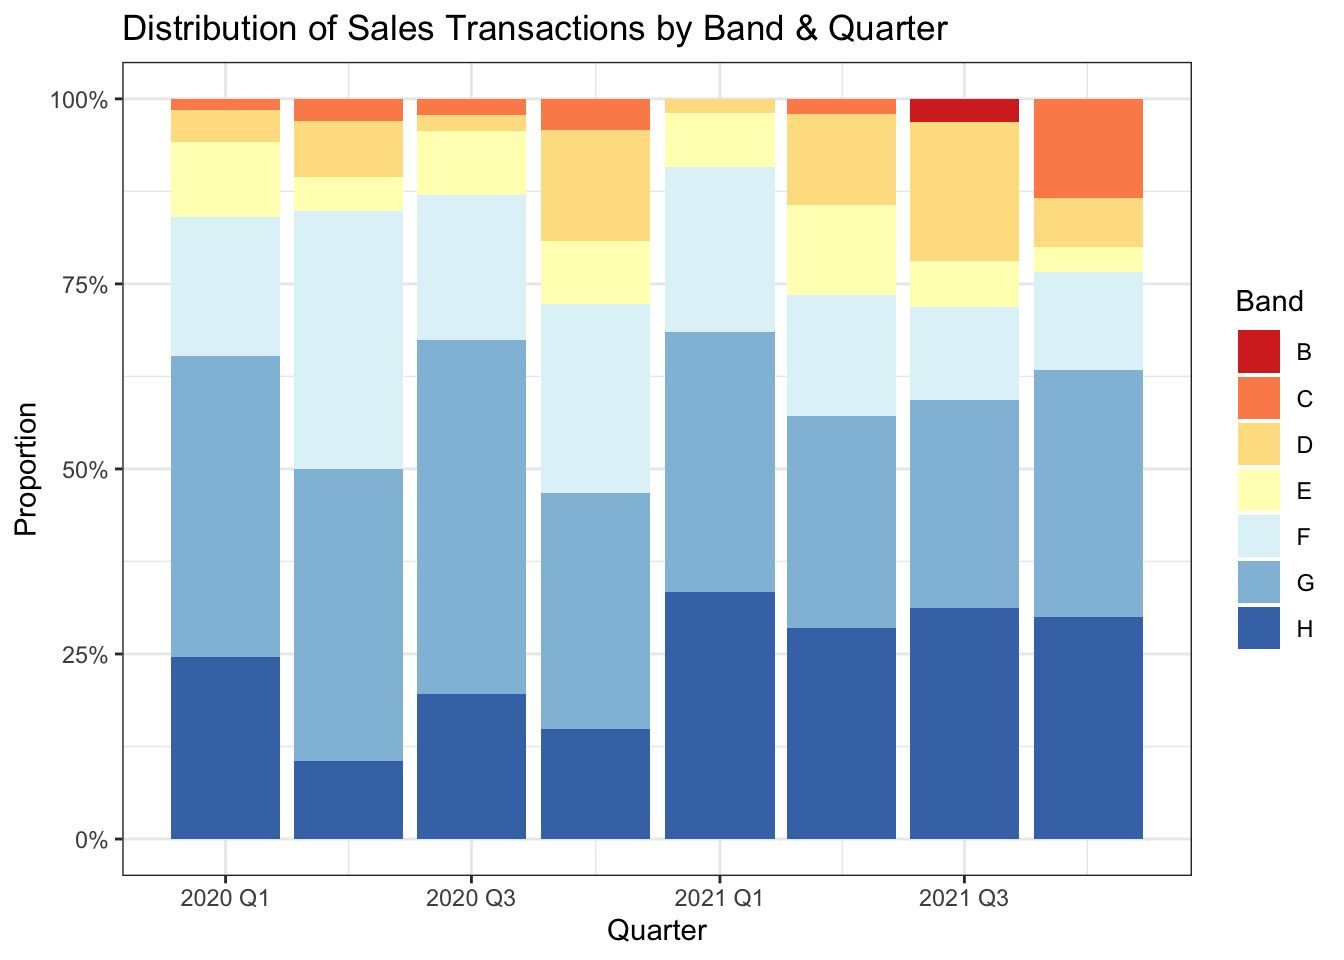 Distribution of Sales Transactions by Band & Quarter
100%
75%
50%
25%
0%
Proportion
2020 Q1
2020 Q3
2021 Q1
2021 Q3
Quarter
Band
B
C
D
E
F
G
H